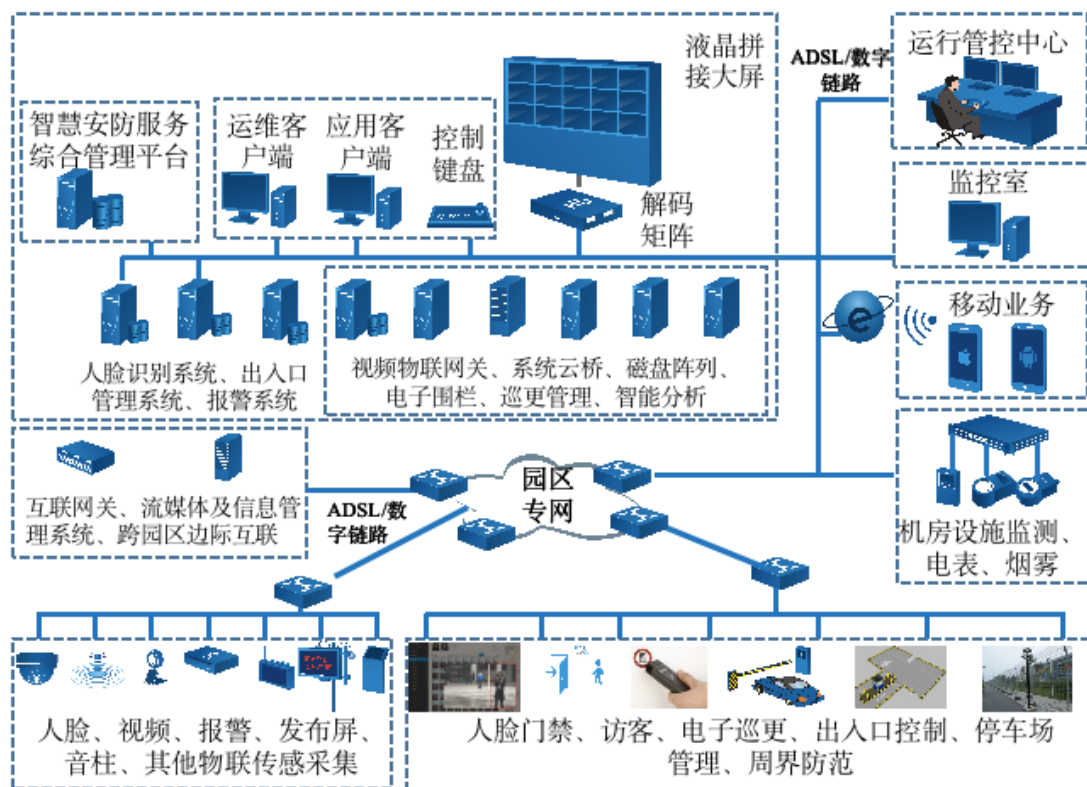 液晶拼
接大屏
ADSL/数字
链路
运行管控中心
智慧安防服务
综合管理平台
运维客
户端
应用客
户端
控制
键盘
解码
矩阵
监控室
移动业务
人脸识别系统、出入口
管理系统、报警系统
视频物联网关、系统云桥、磁盘阵列、
电子围栏、巡更管理、智能分析
互联网关、流媒体及信息管
理系统、跨园区边际互联
ADSL/数
字链路
园区
专网
机房设施监测、
电表、烟雾
人脸、视频、报警、发布屏、
音柱、其他物联传感采集
人脸门禁、访客、电子巡更、出入口控制、停车场
管理、周界防范